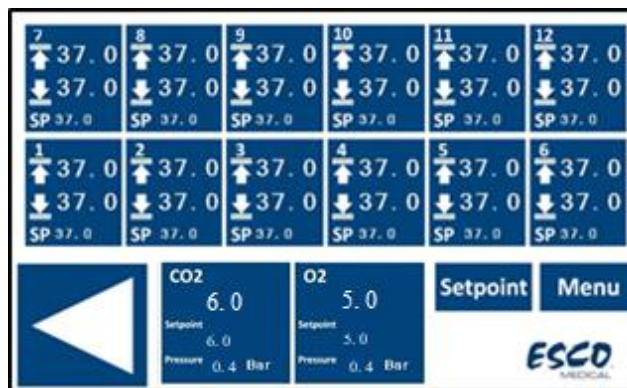 7 8 9 10 11 12
37.0 37.0 37.0 37.0 37.0 37.0
37.0 37.0 37.0 37.0 37.0 37.0
SP 37.0 SP 37.0 SP 37.0 SP 37.0 SP 37.0 SP 37.0
1 2 3 4 5 6
37.0 37.0 37.0 37.0 37.0 37.0
37.0 37.0 37.0 37.0 37.0 37.0
SP 37.0 SP 37.0 SP 37.0 SP 37.0 SP 37.0 SP 37.0
CO2
6.0
Setpoint
6.0
Pressure 0.4 Bar
O2
5.0
Setpoint
5.0
Pressure 0.4 Bar
Setpoint
Menu
ESCO
MEDICAL